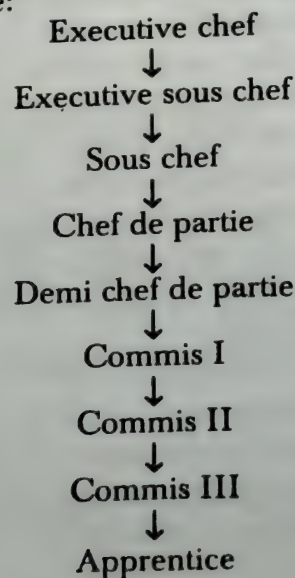 e:
Executive chef
↓
Executive sous chef
↓
Sous chef
↓
Chef de partie
↓
Demi chef de partie
↓
Commis I
↓
Commis II
↓
Commis III
↓
Apprentice